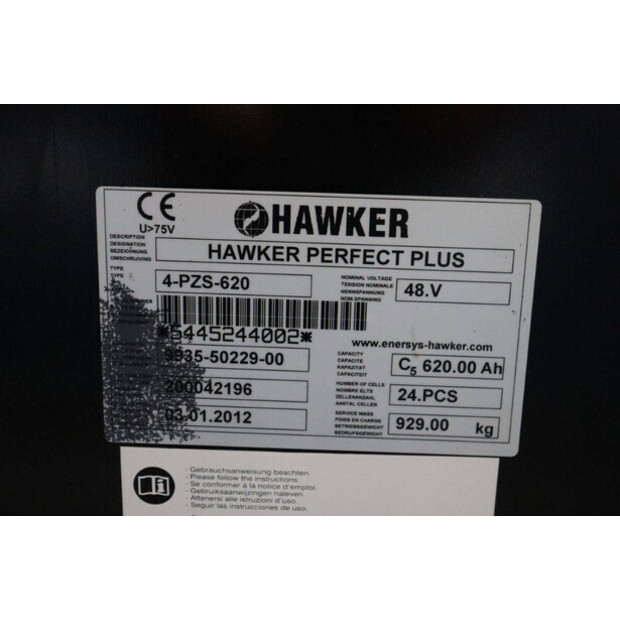 CE
U>75V
HAWKER
DESCRIPTION
DESIGNATION
BEZEICHNUNG
OMSCHRIJVING
HAWKER PERFECT PLUS
TYPE
TYPE
4-PZS-620
NOMINAL VOLTAGE
TENSION NOMINALE
NENNSPANNUNG
NOM.SPANNING
48.V
*5445244002*
www.enersys-hawker.com
9935-50229-00
CAPACITY
CAPACITE
KAPAZITAT
CAPACITEIT
C5 620.00 Ah
200042196
NUMBER OF CELLS
NOMBRE ELTS
ZELLENANZAHL
AANTAL CELLEN
24.PCS
03.01.2012
SERVICE MASS
POIDS EN CHARGE
BETRIEBSGEWICHT
BEDRIJFSGEWICHT
929.00 kg
- Gebrauchsanweisung beachten.
- Please follow the instructions.
- Se conformer à la notice d'emploi.
- Gebruiksaanwijzingen naleven.
- Attenersi alle istruzioni d'uso.
- Seguir las instrucciones de uso.